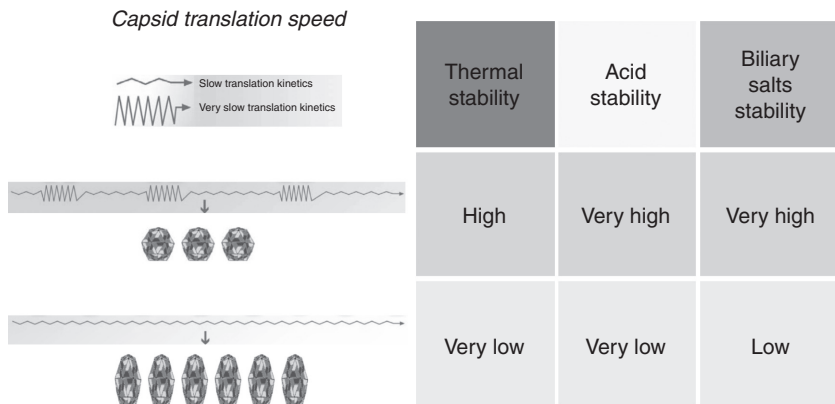 Capsid translation speed
Slow translation kinetics
Very slow translation kinetics
Thermal
stability
Acid
stability
Biliary
salts
stability
High
Very high
Very high
Very low
Very low
Low